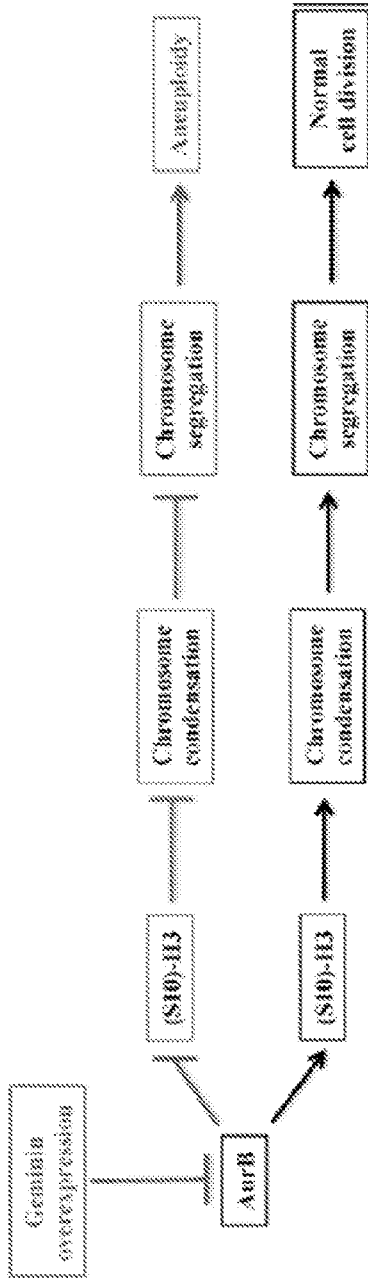 Geminin
overexpression
AurB
(S10)-H3
Chromosome
condensation
Chromosome
segregation
Aneuploidy
(S10)-H3
Chromosome
condensation
Chromosome
segregation
Normal
cell division